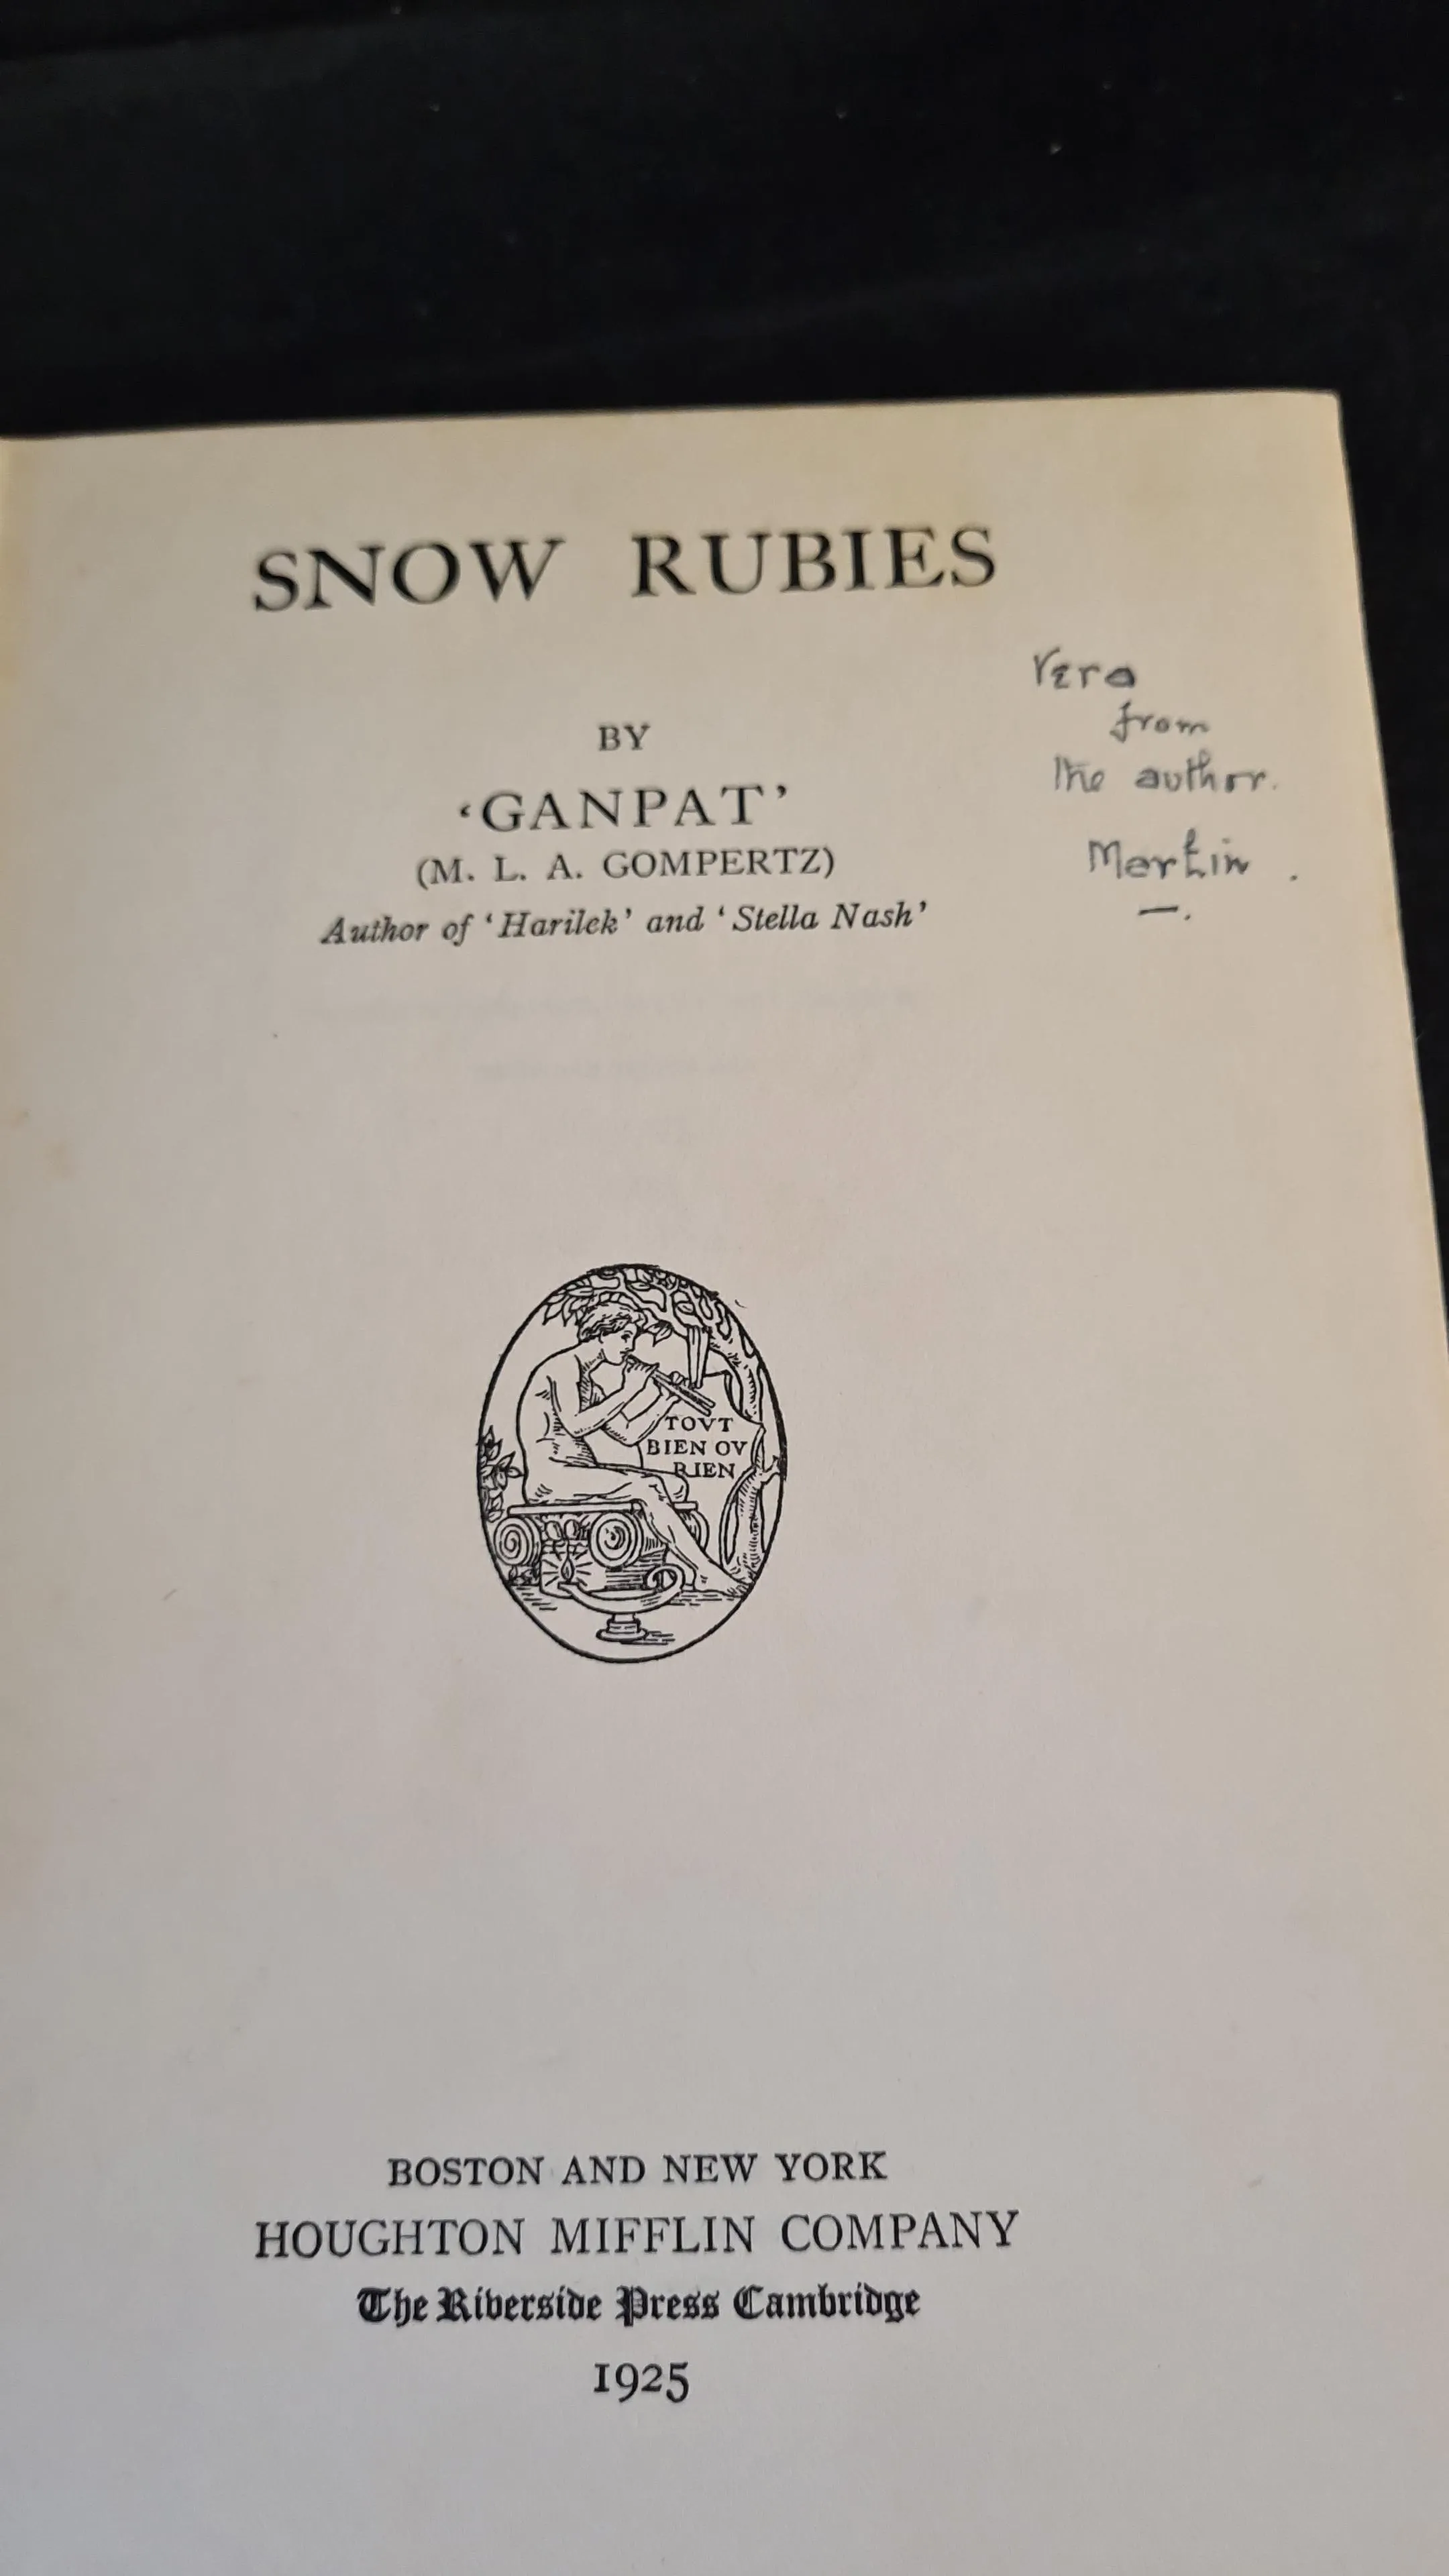 SNOW RUBIES
Vera
from
the author.
Martin.
BY
‘GANPAT’
(M. L. A. GOMPERTZ)
Author of ‘Harilek’ and ‘Stella Nash’
TOVT
BIEN OV
RIEN
BOSTON AND NEW YORK
HOUGHTON MIFFLIN COMPANY
The Riverside Press Cambridge
1925